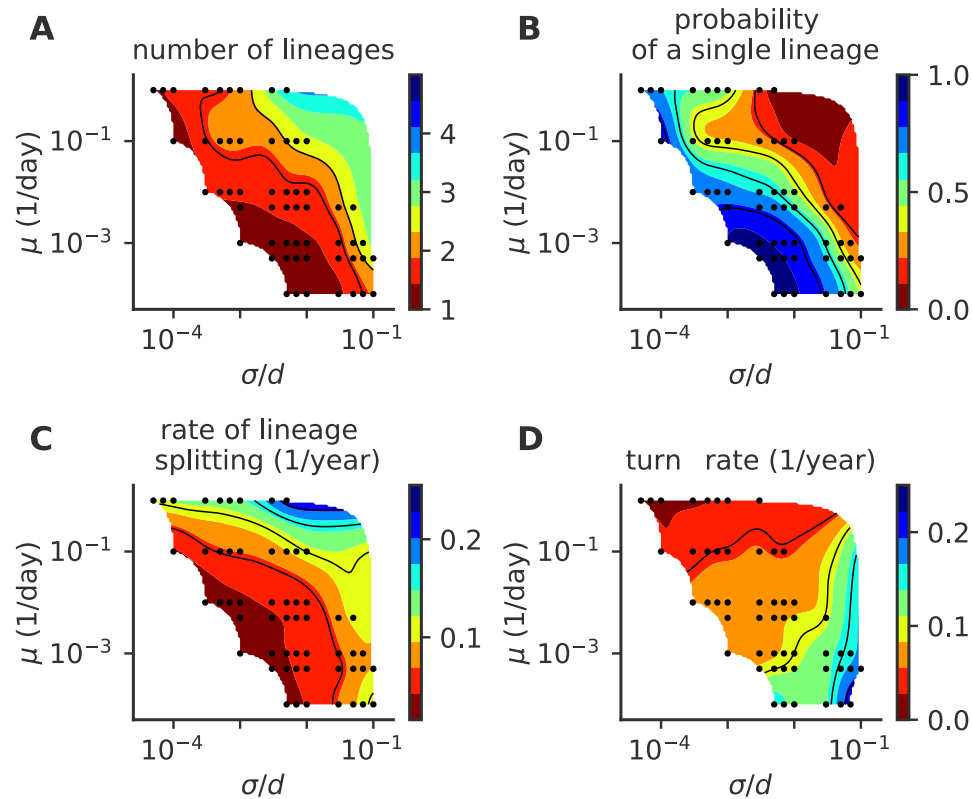 A
number of lineages
μ (1/day)
10⁻¹
10⁻³
10⁻⁴
10⁻¹
σ/d
4
3
2
1
B
probability
of a single lineage
μ (1/day)
10⁻¹
10⁻³
10⁻⁴
10⁻¹
σ/d
1.0
0.5
0.0
C
rate of lineage
splitting (1/year)
μ (1/day)
10⁻¹
10⁻³
10⁻⁴
10⁻¹
σ/d
0.2
0.1
D
turn rate (1/year)
μ (1/day)
10⁻¹
10⁻³
10⁻⁴
10⁻¹
σ/d
0.2
0.1
0.0